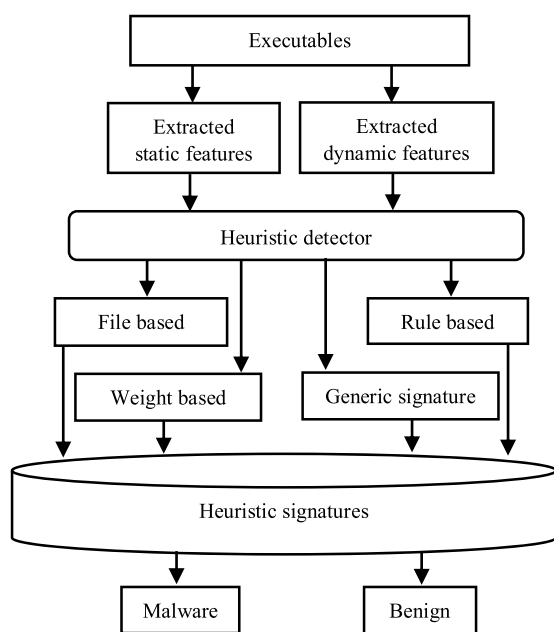 Executables
Extracted
static features
Extracted
dynamic features
Heuristic detector
File based
Rule based
Weight based
Generic signature
Heuristic signatures
Malware
Benign